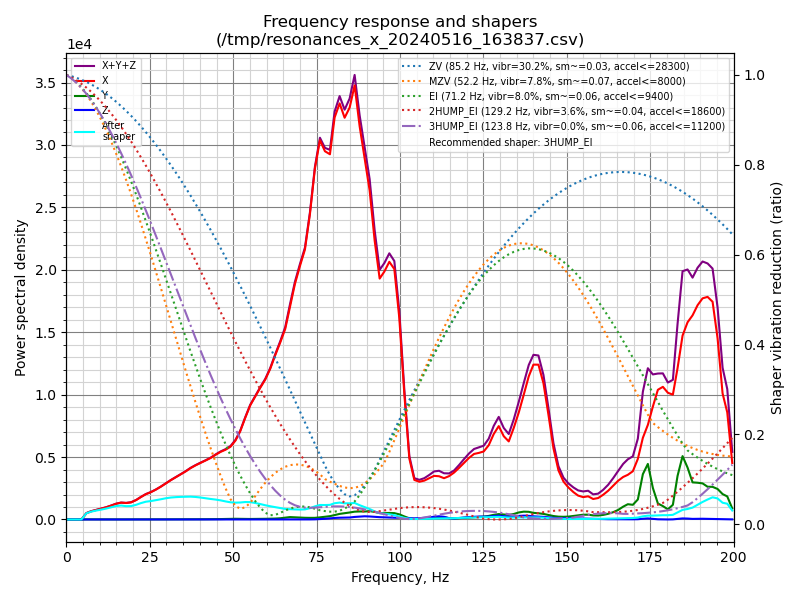 Frequency response and shapers
(/tmp/resonances_x_20240516_163837.csv)
1e4
X+Y+Z
X
Y
Z
After
shaper
ZV (85.2 Hz, vibr=30.2%, sm~=0.03, accel<=28300)
MZV (52.2 Hz, vibr=7.8%, sm~=0.07, accel<=8000)
EI (71.2 Hz, vibr=8.0%, sm~=0.06, accel<=9400)
2HUMP_EI (129.2 Hz, vibr=3.6%, sm~=0.04, accel<=18600)
3HUMP_EI (123.8 Hz, vibr=0.0%, sm~=0.06, accel<=11200)
Recommended shaper: 3HUMP_EI
Power spectral density
3.5
3.0
2.5
2.0
1.5
1.0
0.5
0.0
1.0
0.8
0.6
0.4
0.2
0.0
Shaper vibration reduction (ratio)
0 25 50 75 100 125 150 175 200
Frequency, Hz